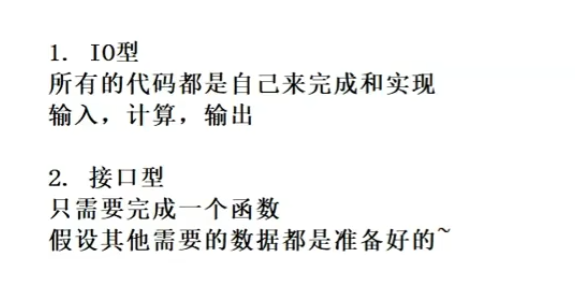 1. IO型
所有的代码都是自己来完成和实现
输入，计算，输出
2. 接口型
只需要完成一个函数
假设其他需要的数据都是准备好的~